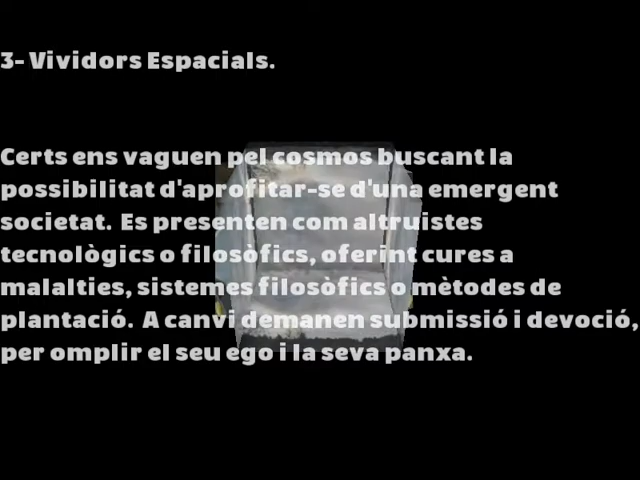 3- Vividors Espacials.
Certs ens vaguen pel cosmos buscant la
possibilitat d'aprofitar-se d'una emergent
societat. Es presenten com altruistes
tecnològics o filosòfics, oferint cures a
malalties, sistemes filosòfics o mètodes de
plantació. A canvi demanen submissió i devoció,
per omplir el seu ego i la seva panxa.